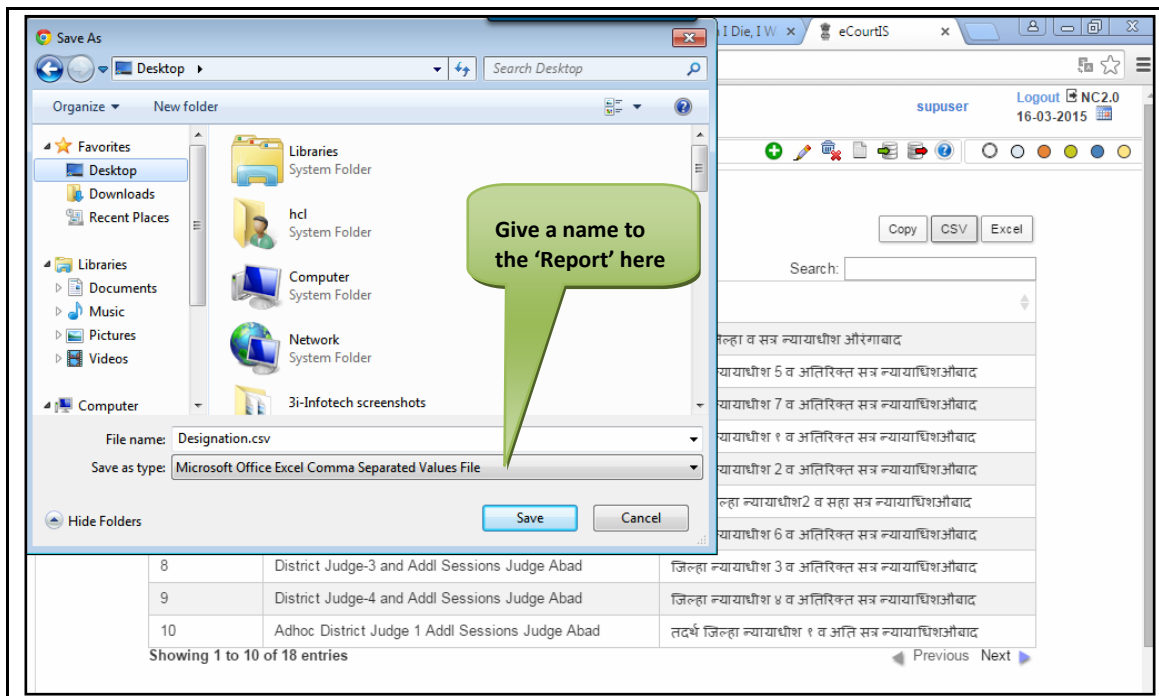 Save As
I Die, I W
eCourtIS
Desktop
Search Desktop
Organize
New folder
supuser
Logout NC2.0
16-03-2015
Favorites
Desktop
Downloads
Recent Places
Libraries
Documents
Music
Pictures
Videos
Computer
Libraries
System Folder
hcl
System Folder
Computer
System Folder
Network
System Folder
3i-Infotech screenshots
Give a name to
the ‘Report’ here
Copy CSV Excel
Search:
File name: Designation.csv
Save as type: Microsoft Office Excel Comma Separated Values File
Hide Folders
Save Cancel
व सत्र न्यायाधीश औरंगाबाद
5 व अतिरिक्त सत्र न्यायाधिशऔबाद
7 व अतिरिक्त सत्र न्यायाधिशऔबाद
१ व अतिरिक्त सत्र न्यायाधिशऔबाद
2 व अतिरिक्त सत्र न्यायाधिशऔबाद
न्यायाधीश2 व सहा सत्र न्यायाधिशऔबाद
6 व अतिरिक्त सत्र न्यायाधिशऔबाद
8 District Judge-3 and Addl Sessions Judge Abad जिल्हा न्यायाधीश 3 व अतिरिक्त सत्र न्यायाधिशऔबाद
9 District Judge-4 and Addl Sessions Judge Abad जिल्हा न्यायाधीश ४ व अतिरिक्त सत्र न्यायाधिशऔबाद
10 Adhoc District Judge 1 Addl Sessions Judge Abad तदर्थ जिल्हा न्यायाधीश १ व अति सत्र न्यायाधिशऔबाद
Showing 1 to 10 of 18 entries
Previous Next